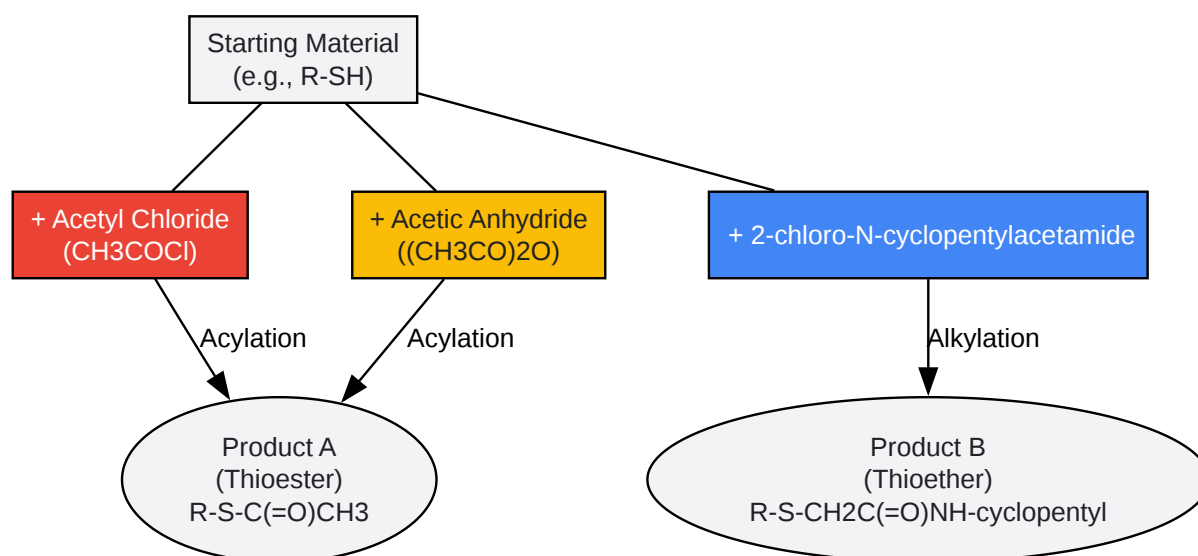 Starting Material
(e.g., R-SH)
+ Acetyl Chloride
(CH3COCl)
+ Acetic Anhydride
((CH3CO)2O)
+ 2-chloro-N-cyclopentylacetamide
Acylation
Acylation
Alkylation
Product A
(Thioester)
R-S-C(=O)CH3
Product B
(Thioether)
R-S-CH2C(=O)NH-cyclopentyl